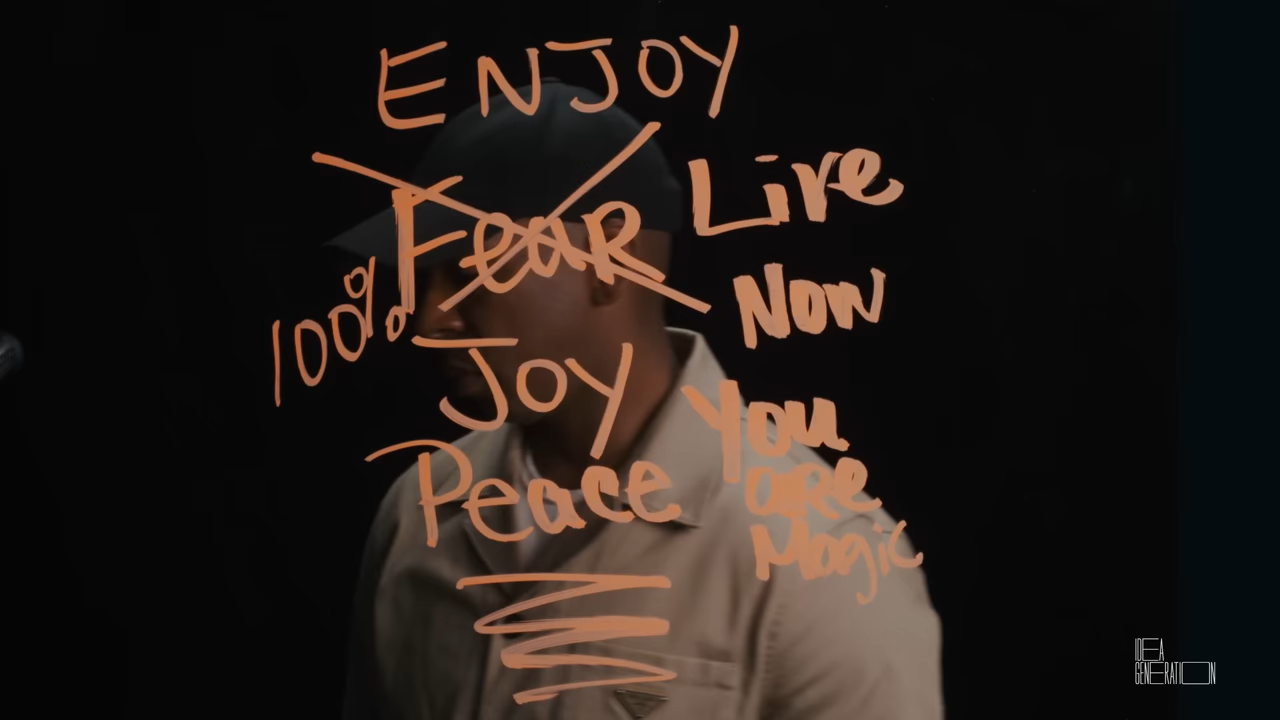 ENJOY
Fear
Live
Now
100%
Joy
Peace
You
are
Magic
IDEA
GENERATION